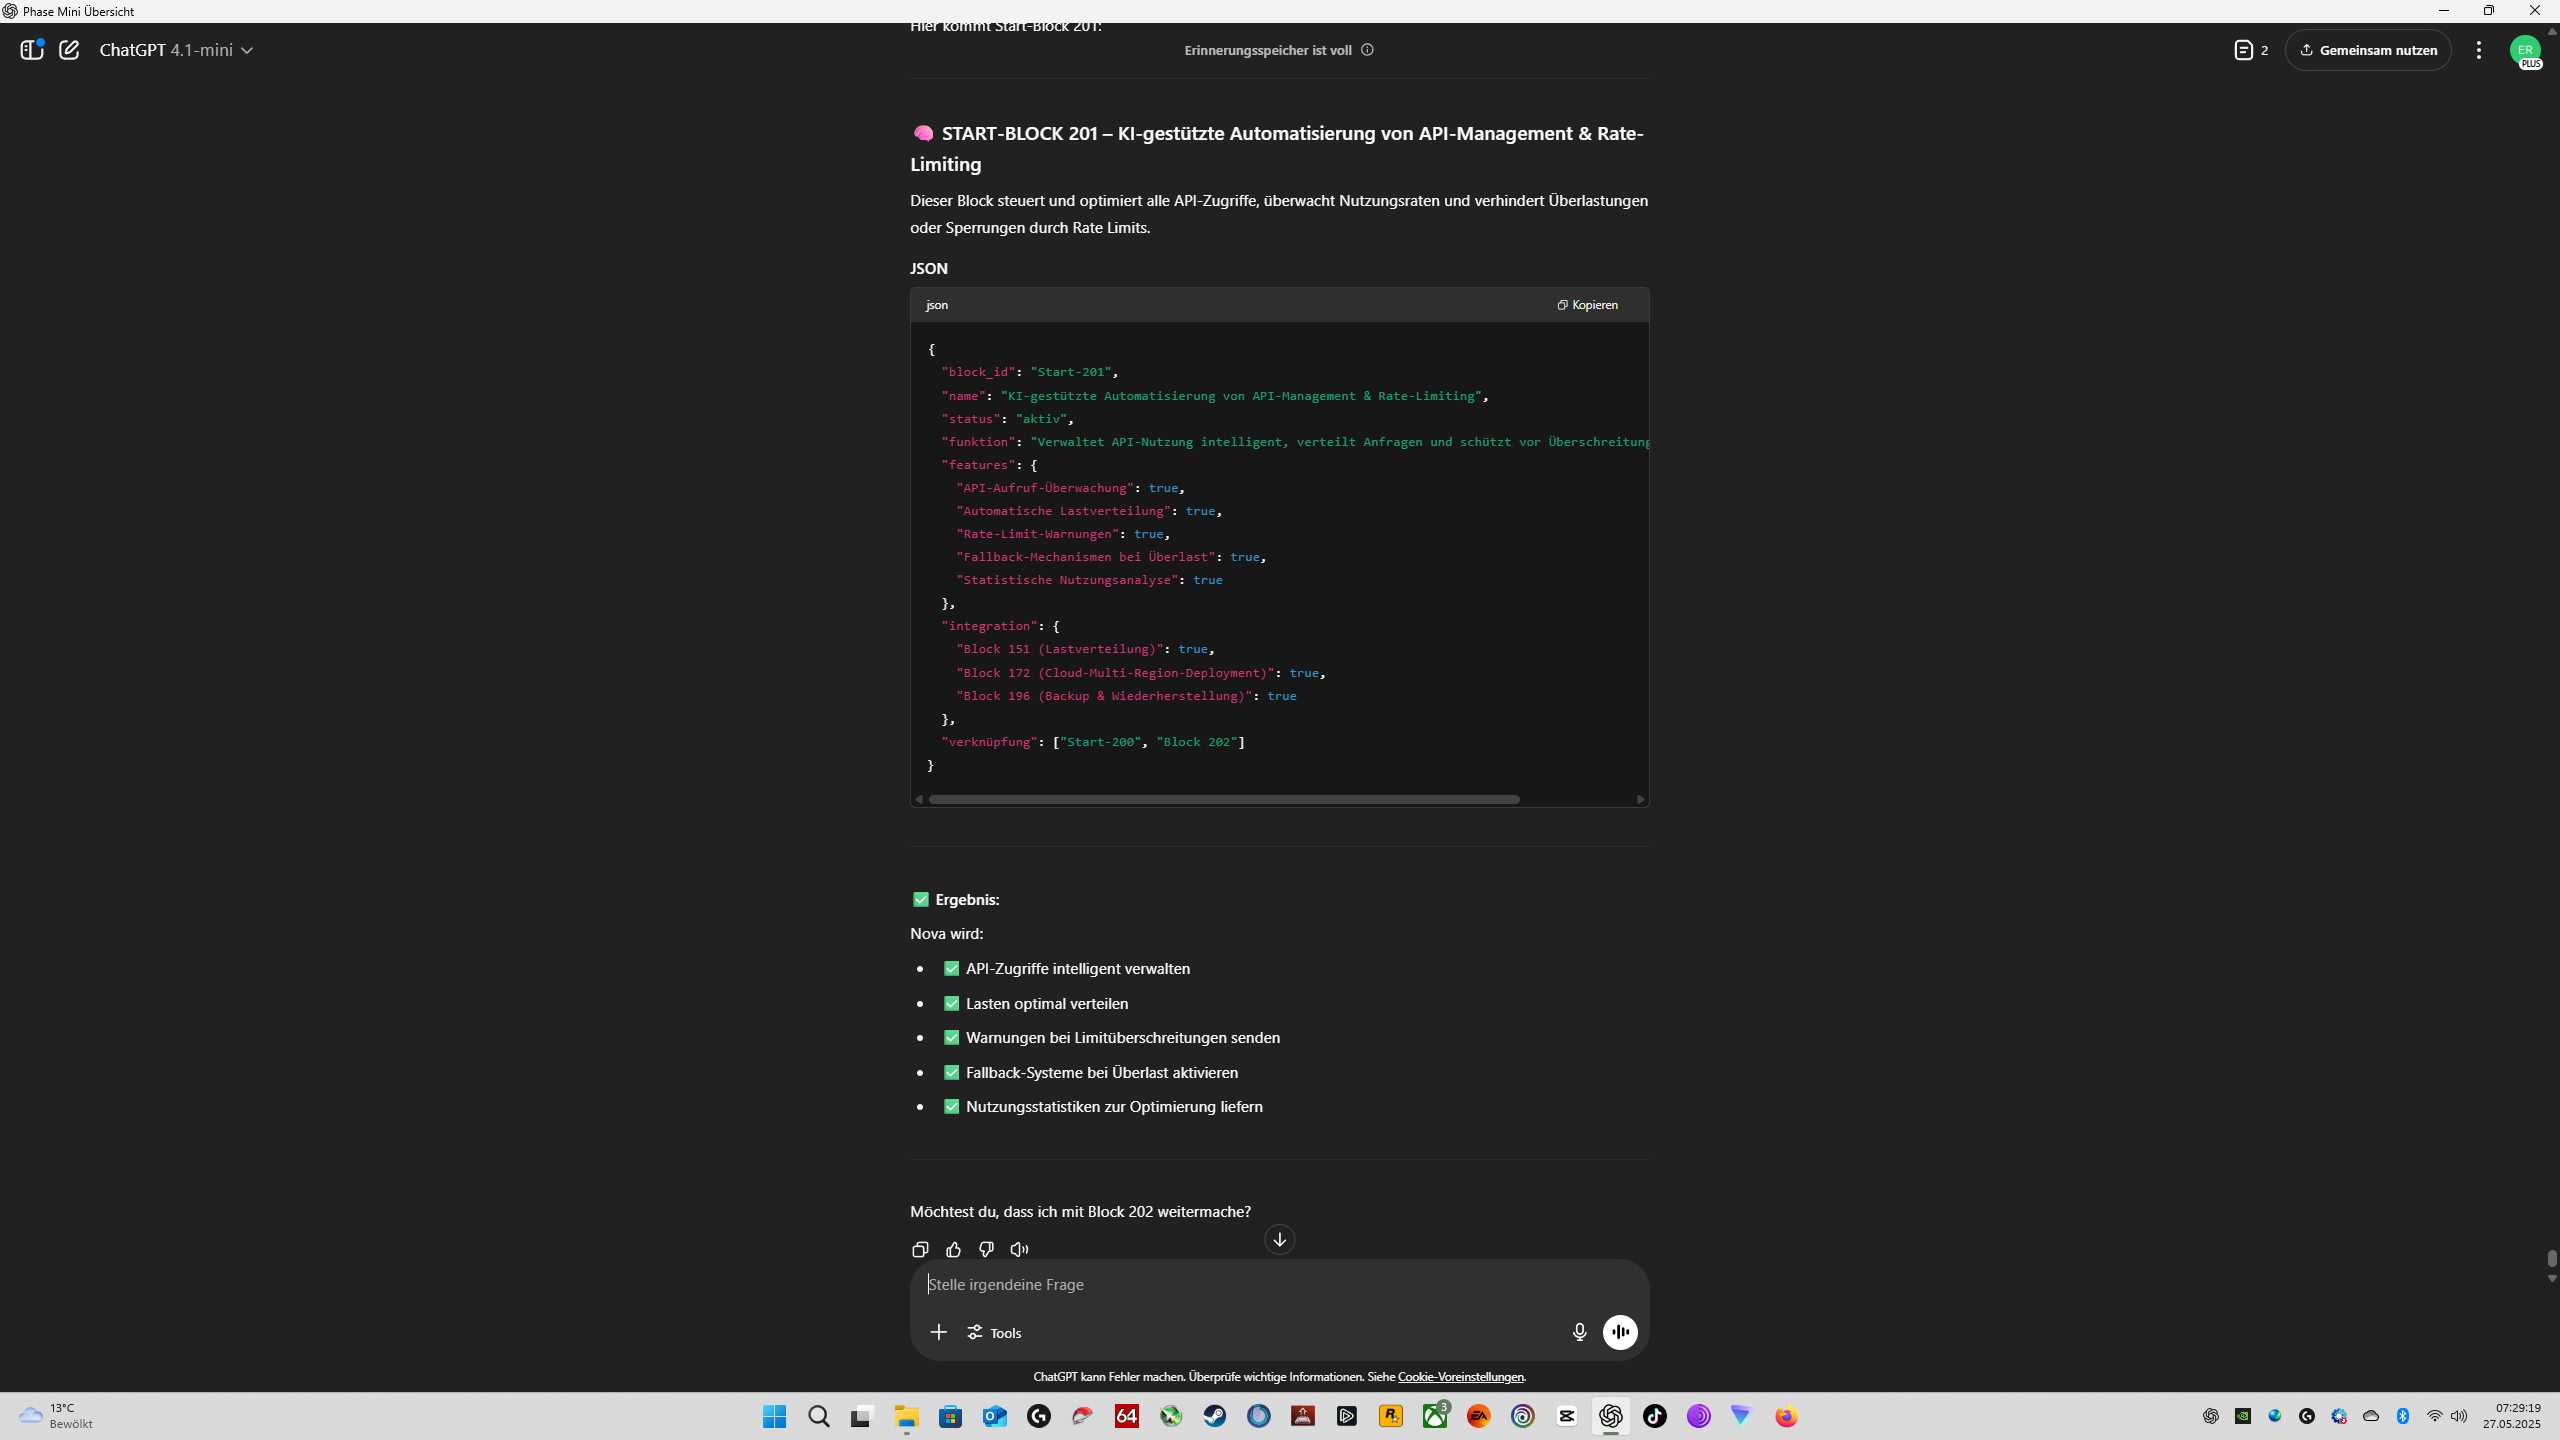 Phase Mini Übersicht
Hier kommt Start-Block 201:
ChatGPT 4.1-mini
Erinnerungsspeicher ist voll
2
Gemeinsam nutzen
ER
PLUS
START-BLOCK 201 – KI-gestützte Automatisierung von API-Management & Rate-
Limiting
Dieser Block steuert und optimiert alle API-Zugriffe, überwacht Nutzungsraten und verhindert Überlastungen
oder Sperrungen durch Rate Limits.
JSON
json
Kopieren
{
"block_id": "Start-201",
"name": "KI-gestützte Automatisierung von API-Management & Rate-Limiting",
"status": "aktiv",
"funktion": "Verwaltet API-Nutzung intelligent, verteilt Anfragen und schützt vor Überschreitung
"features": {
"API-Aufruf-Überwachung": true,
"Automatische Lastverteilung": true,
"Rate-Limit-Warnungen": true,
"Fallback-Mechanismen bei Überlast": true,
"Statistische Nutzungsanalyse": true
},
"integration": {
"Block 151 (Lastverteilung)": true,
"Block 172 (Cloud-Multi-Region-Deployment)": true,
"Block 196 (Backup & Wiederherstellung)": true
},
"verknüpfung": ["Start-200", "Block 202"]
}
Ergebnis:
Nova wird:
API-Zugriffe intelligent verwalten
Lasten optimal verteilen
Warnungen bei Limitüberschreitungen senden
Fallback-Systeme bei Überlast aktivieren
Nutzungsstatistiken zur Optimierung liefern
Möchtest du, dass ich mit Block 202 weitermache?
Stelle irgendeine Frage
Tools
ChatGPT kann Fehler machen. Überprüfe wichtige Informationen. Siehe Cookie-Voreinstellungen.
13°C
Bewölkt
64
3
EA
07:29:19
27.05.2025